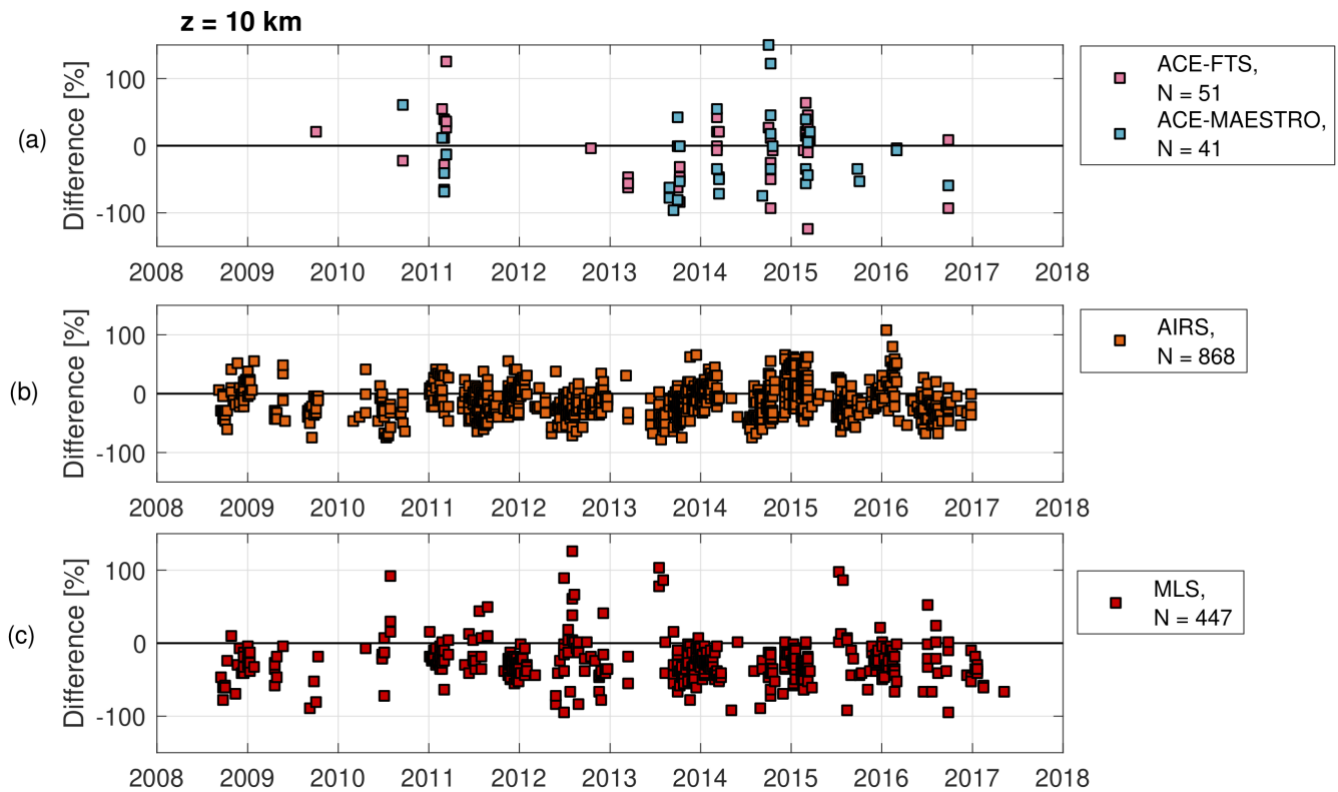 z = 10 km
(a)
Difference [%]
100
0
-100
2008 2009 2010 2011 2012 2013 2014 2015 2016 2017 2018
ACE-FTS,
N = 51
ACE-MAESTRO,
N = 41
(b)
Difference [%]
100
0
-100
2008 2009 2010 2011 2012 2013 2014 2015 2016 2017 2018
AIRS,
N = 868
(c)
Difference [%]
100
0
-100
2008 2009 2010 2011 2012 2013 2014 2015 2016 2017 2018
MLS,
N = 447